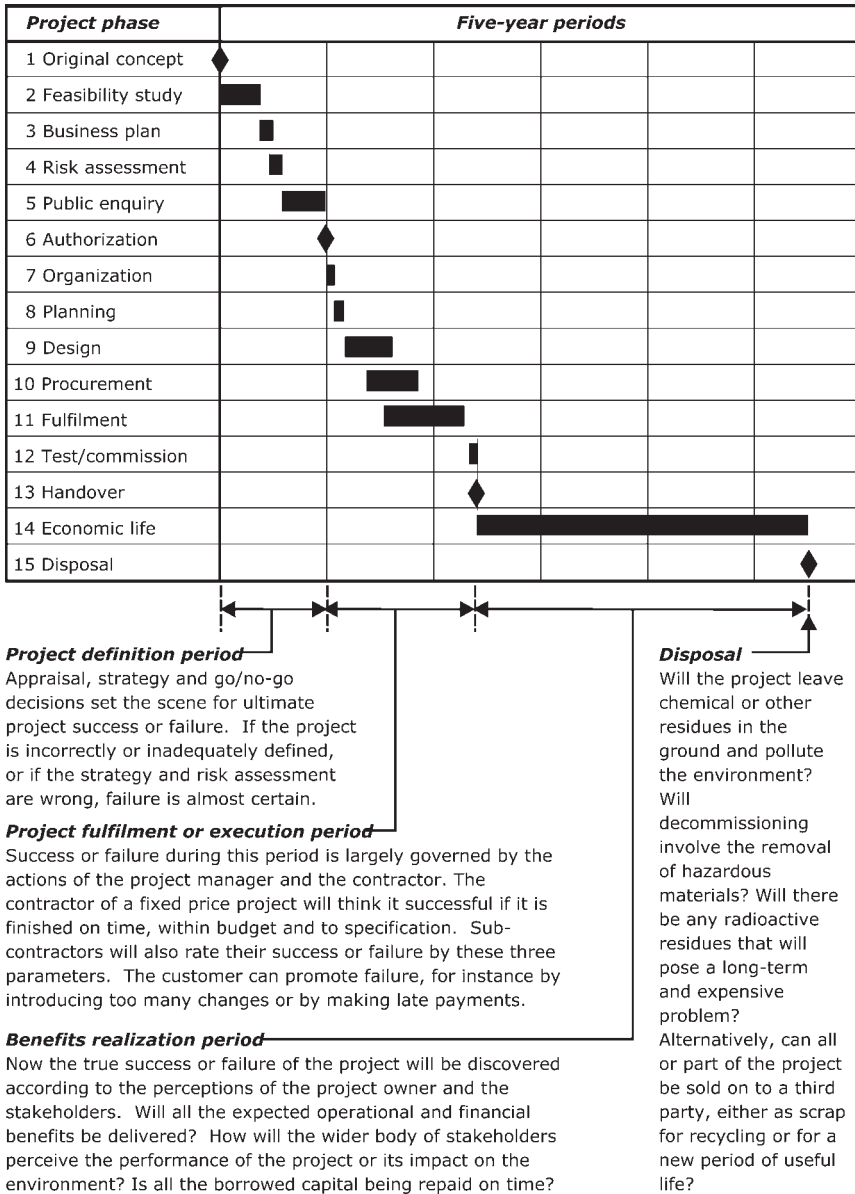 Project phase Five-year periods
1 Original concept
2 Feasibility study
3 Business plan
4 Risk assessment
5 Public enquiry
6 Authorization
7 Organization
8 Planning
9 Design
10 Procurement
11 Fulfilment
12 Test/commission
13 Handover
14 Economic life
15 Disposal
Project definition period
Appraisal, strategy and go/no-go
decisions set the scene for ultimate
project success or failure. If the project
is incorrectly or inadequately defined,
or if the strategy and risk assessment
are wrong, failure is almost certain.
Project fulfilment or execution period
Success or failure during this period is largely governed by the
actions of the project manager and the contractor. The
contractor of a fixed price project will think it successful if it is
finished on time, within budget and to specification. Sub-
contractors will also rate their success or failure by these three
parameters. The customer can promote failure, for instance by
introducing too many changes or by making late payments.
Benefits realization period
Now the true success or failure of the project will be discovered
according to the perceptions of the project owner and the
stakeholders. Will all the expected operational and financial
benefits be delivered? How will the wider body of stakeholders
perceive the performance of the project or its impact on the
environment? Is all the borrowed capital being repaid on time?
Disposal
Will the project leave
chemical or other
residues in the
ground and pollute
the environment?
Will
decommissioning
involve the removal
of hazardous
materials? Will there
be any radioactive
residues that will
pose a long-term
and expensive
problem?
Alternatively, can all
or part of the project
be sold on to a third
party, either as scrap
for recycling or for a
new period of useful
life?